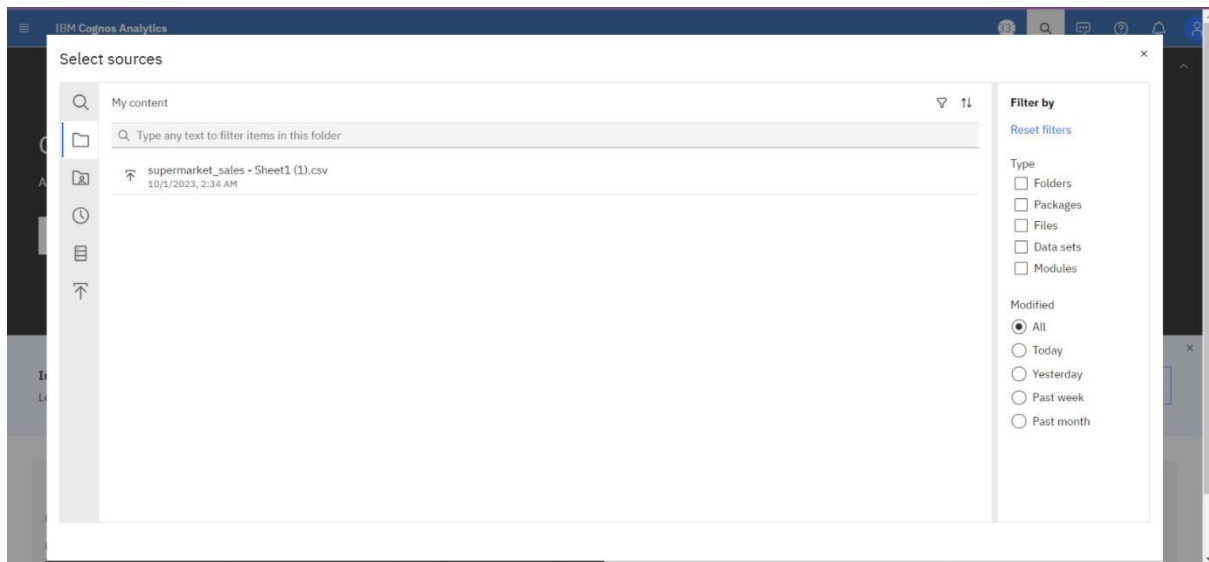 IBM Cognos Analytics
Select sources
My content
Type any text to filter items in this folder
supermarket_sales - Sheet1 (1).csv
10/1/2023, 2:34 AM
Filter by
Reset filters
Type
Folders
Packages
Files
Data sets
Modules
Modified
All
Today
Yesterday
Past week
Past month